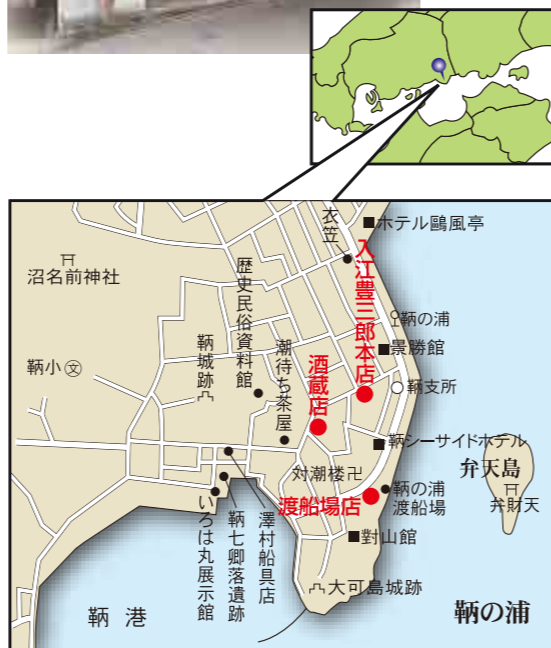 ホテル鷗風亭
衣笠
入江豊三郎本店
沼名前神社
歴史民俗資料館
鞆の浦
鞆城跡
潮待ち茶屋
酒蔵店
景勝館
鞆小
文
鞆支所
鞆シーサイドホテル
対潮楼卍
弁天島
弁財天
鞆の浦
渡船場
渡船場店
對山館
いろは丸展示館
鞆七卿落遺跡
澤村船具店
大可島城跡
鞆港
鞆の浦